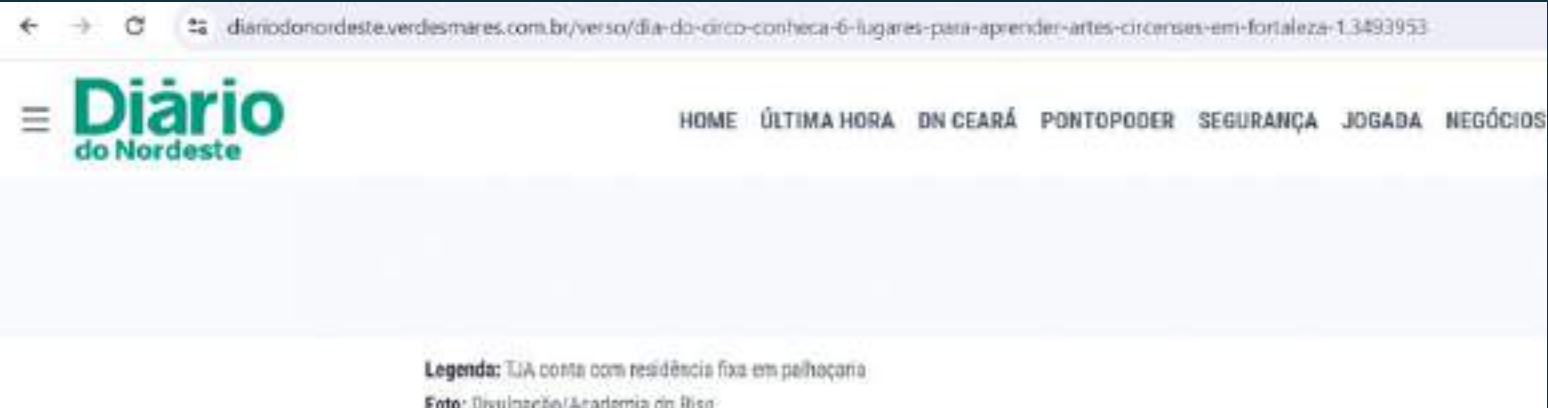 diariodonordeste.verdesmares.com.br/verso/dia-do-circo-conheca-6-lugares-para-aprender-artes-circenses-em-fortaleza-1.3493953
Diário
do Nordeste
HOME ÚLTIMA HORA DN CEARÁ PONTOPODER SEGURANÇA JOGADA NEGÓCIOS
Legenda: TJA conta com residência fixa em palhaçaria
Foto: Divulgação/Academia do Riso